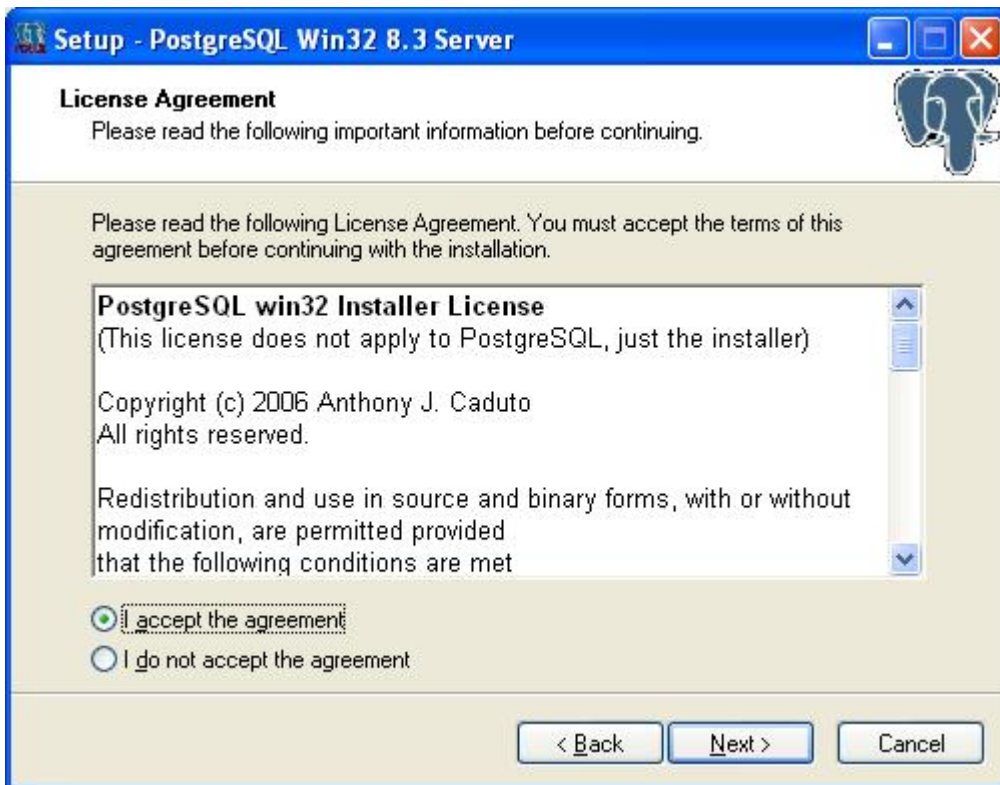 Setup - PostgreSQL Win32 8.3 Server
License Agreement
Please read the following important information before continuing.
Please read the following License Agreement. You must accept the terms of this
agreement before continuing with the installation.
PostgreSQL win32 Installer License
(This license does not apply to PostgreSQL, just the installer)
Copyright (c) 2006 Anthony J. Caduto
All rights reserved.
Redistribution and use in source and binary forms, with or without
modification, are permitted provided
that the following conditions are met
I accept the agreement
I do not accept the agreement
< Back
Next >
Cancel